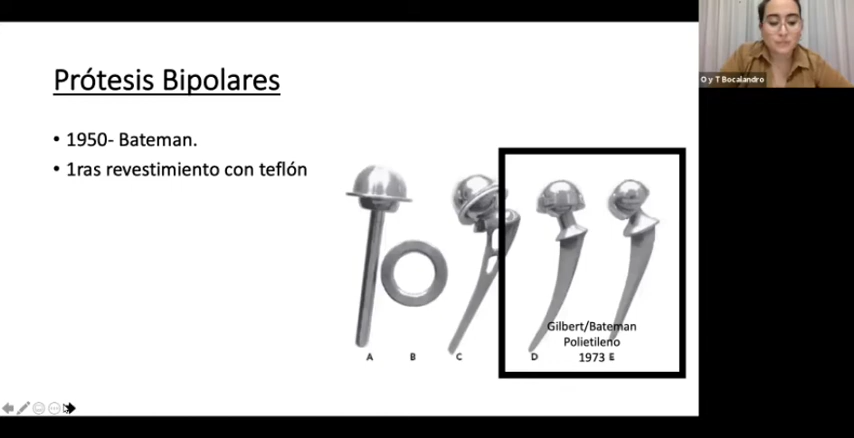 Prótesis Bipolares
• 1950- Bateman.
• 1ras revestimiento con teflón
A
B
C
D
Gilbert/Bateman
Polietileno
1973
E
O y T Bocalandro